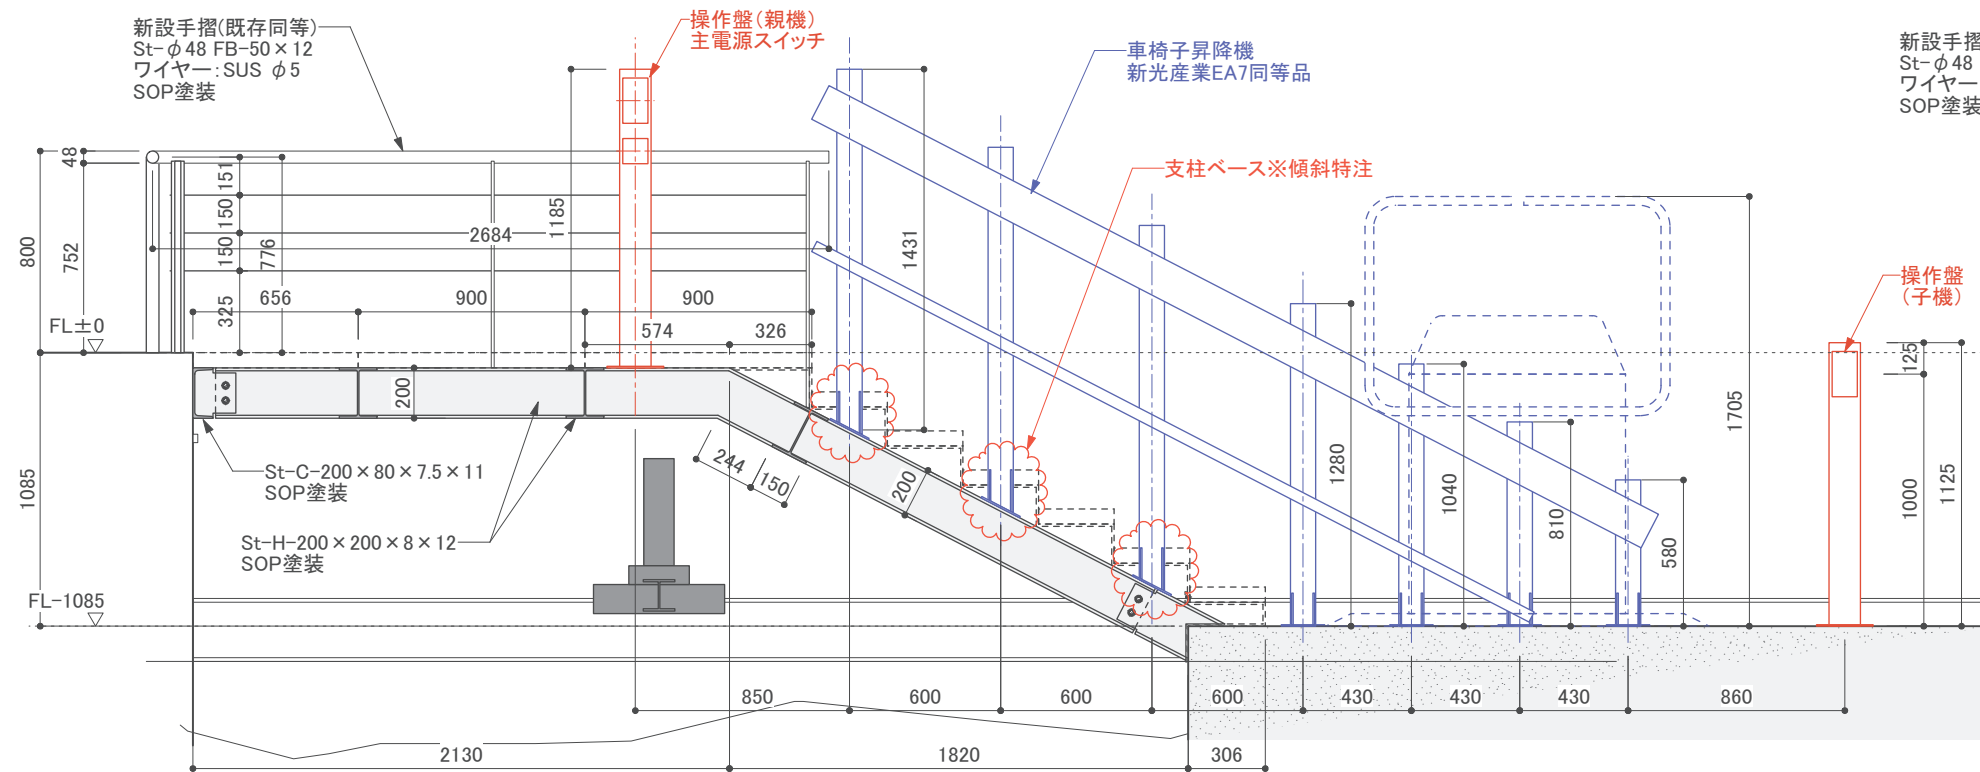 新設手摺(既存同等)
St-φ48 FB-50×12
ワイヤー:SUS φ5
SOP塗装
操作盤(親機)
主電源スイッチ
車椅子昇降機
新光産業EA7同等品
新設手摺
St-φ48
ワイヤー
SOP塗装
支柱ベース※傾斜特注
操作盤
(子機)
48
800
752
151
150
150
325
776
2684
1185
1431
656
900
900
574
326
FL±0
200
1085
St-C-200×80×7.5×11
SOP塗装
St-H-200×200×8×12
SOP塗装
244
150
200
FL-1085
1280
1040
810
580
1705
125
1000
1125
850
600
600
600
430
430
430
860
2130
1820
306